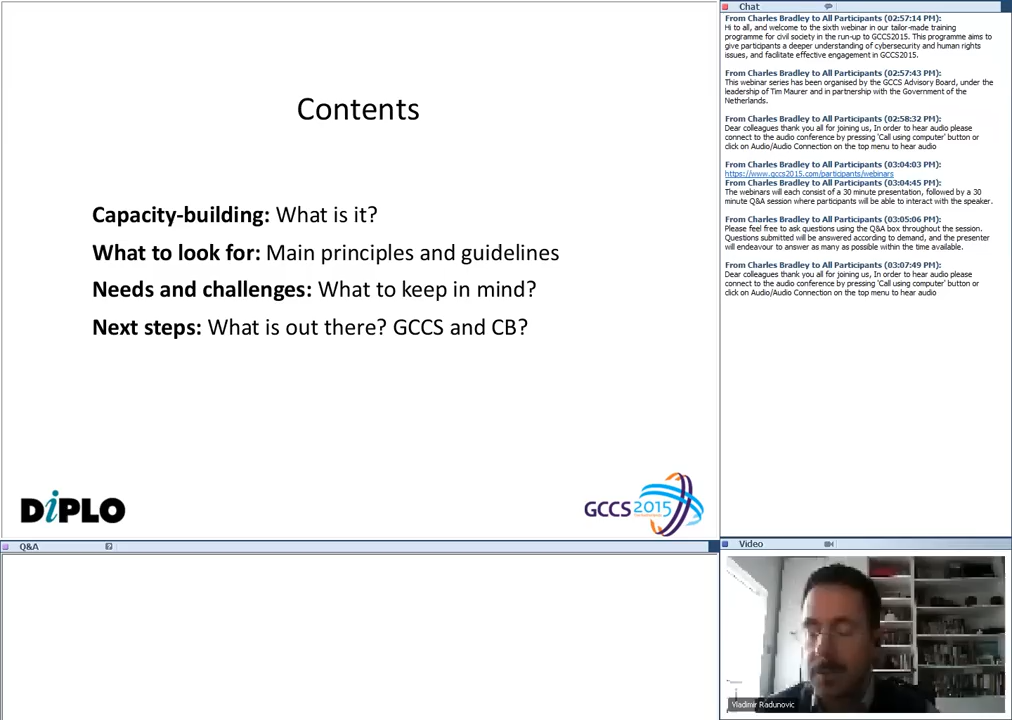 Contents
Capacity-building: What is it?
What to look for: Main principles and guidelines
Needs and challenges: What to keep in mind?
Next steps: What is out there? GCCS and CB?
DiPLO
GCCS2015
Q&A
Chat
From Charles Bradley to All Participants (02:57:14 PM):
Hi to all, and welcome to the sixth webinar in our tailor-made training
programme for civil society in the run-up to GCCS2015. This programme aims to
give participants a deeper understanding of cybersecurity and human rights
issues, and facilitate effective engagement in GCCS2015.
From Charles Bradley to All Participants (02:57:43 PM):
This webinar series has been organised by the GCCS Advisory Board, under the
leadership of Tim Maurer and in partnership with the Government of the
Netherlands.
From Charles Bradley to All Participants (02:58:32 PM):
Dear colleagues thank you all for joining us, In order to hear audio please
connect to the audio conference by pressing 'Call using computer' button or
click on Audio/Audio Connection on the top menu to hear audio
From Charles Bradley to All Participants (03:04:03 PM):
https://www.gccs2015.com/participants/webinars
From Charles Bradley to All Participants (03:04:45 PM):
The webinars will each consist of a 30 minute presentation, followed by a 30
minute Q&A session where participants will be able to interact with the speaker.
From Charles Bradley to All Participants (03:05:06 PM):
Please feel free to ask questions using the Q&A box throughout the session.
Questions submitted will be answered according to demand, and the presenter
will endeavour to answer as many as possible within the time available.
From Charles Bradley to All Participants (03:07:49 PM):
Dear colleagues thank you all for joining us, In order to hear audio please
connect to the audio conference by pressing 'Call using computer' button or
click on Audio/Audio Connection on the top menu to hear audio
Video
Vladimir Radunovic